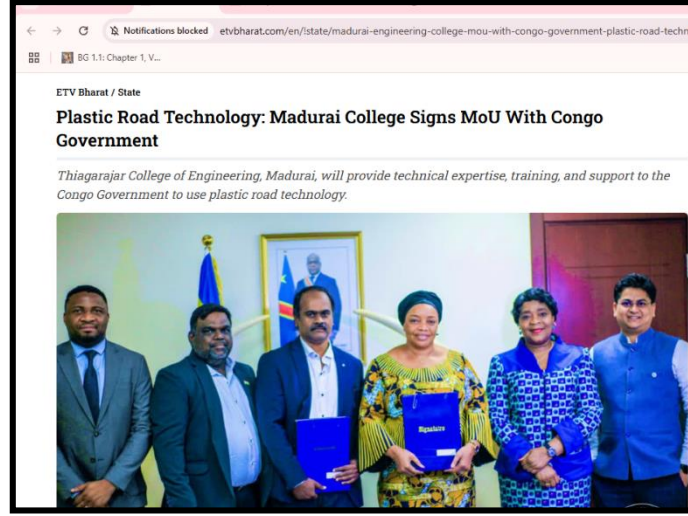 Notifications blocked etvbharat.com/en/!state/madurai-engineering-college-mou-with-congo-government-plastic-road-techn
BG 1.1: Chapter 1, V...
ETV Bharat / State
Plastic Road Technology: Madurai College Signs MoU With Congo
Government
Thiagarajar College of Engineering, Madurai, will provide technical expertise, training, and support to the
Congo Government to use plastic road technology.
Signataire